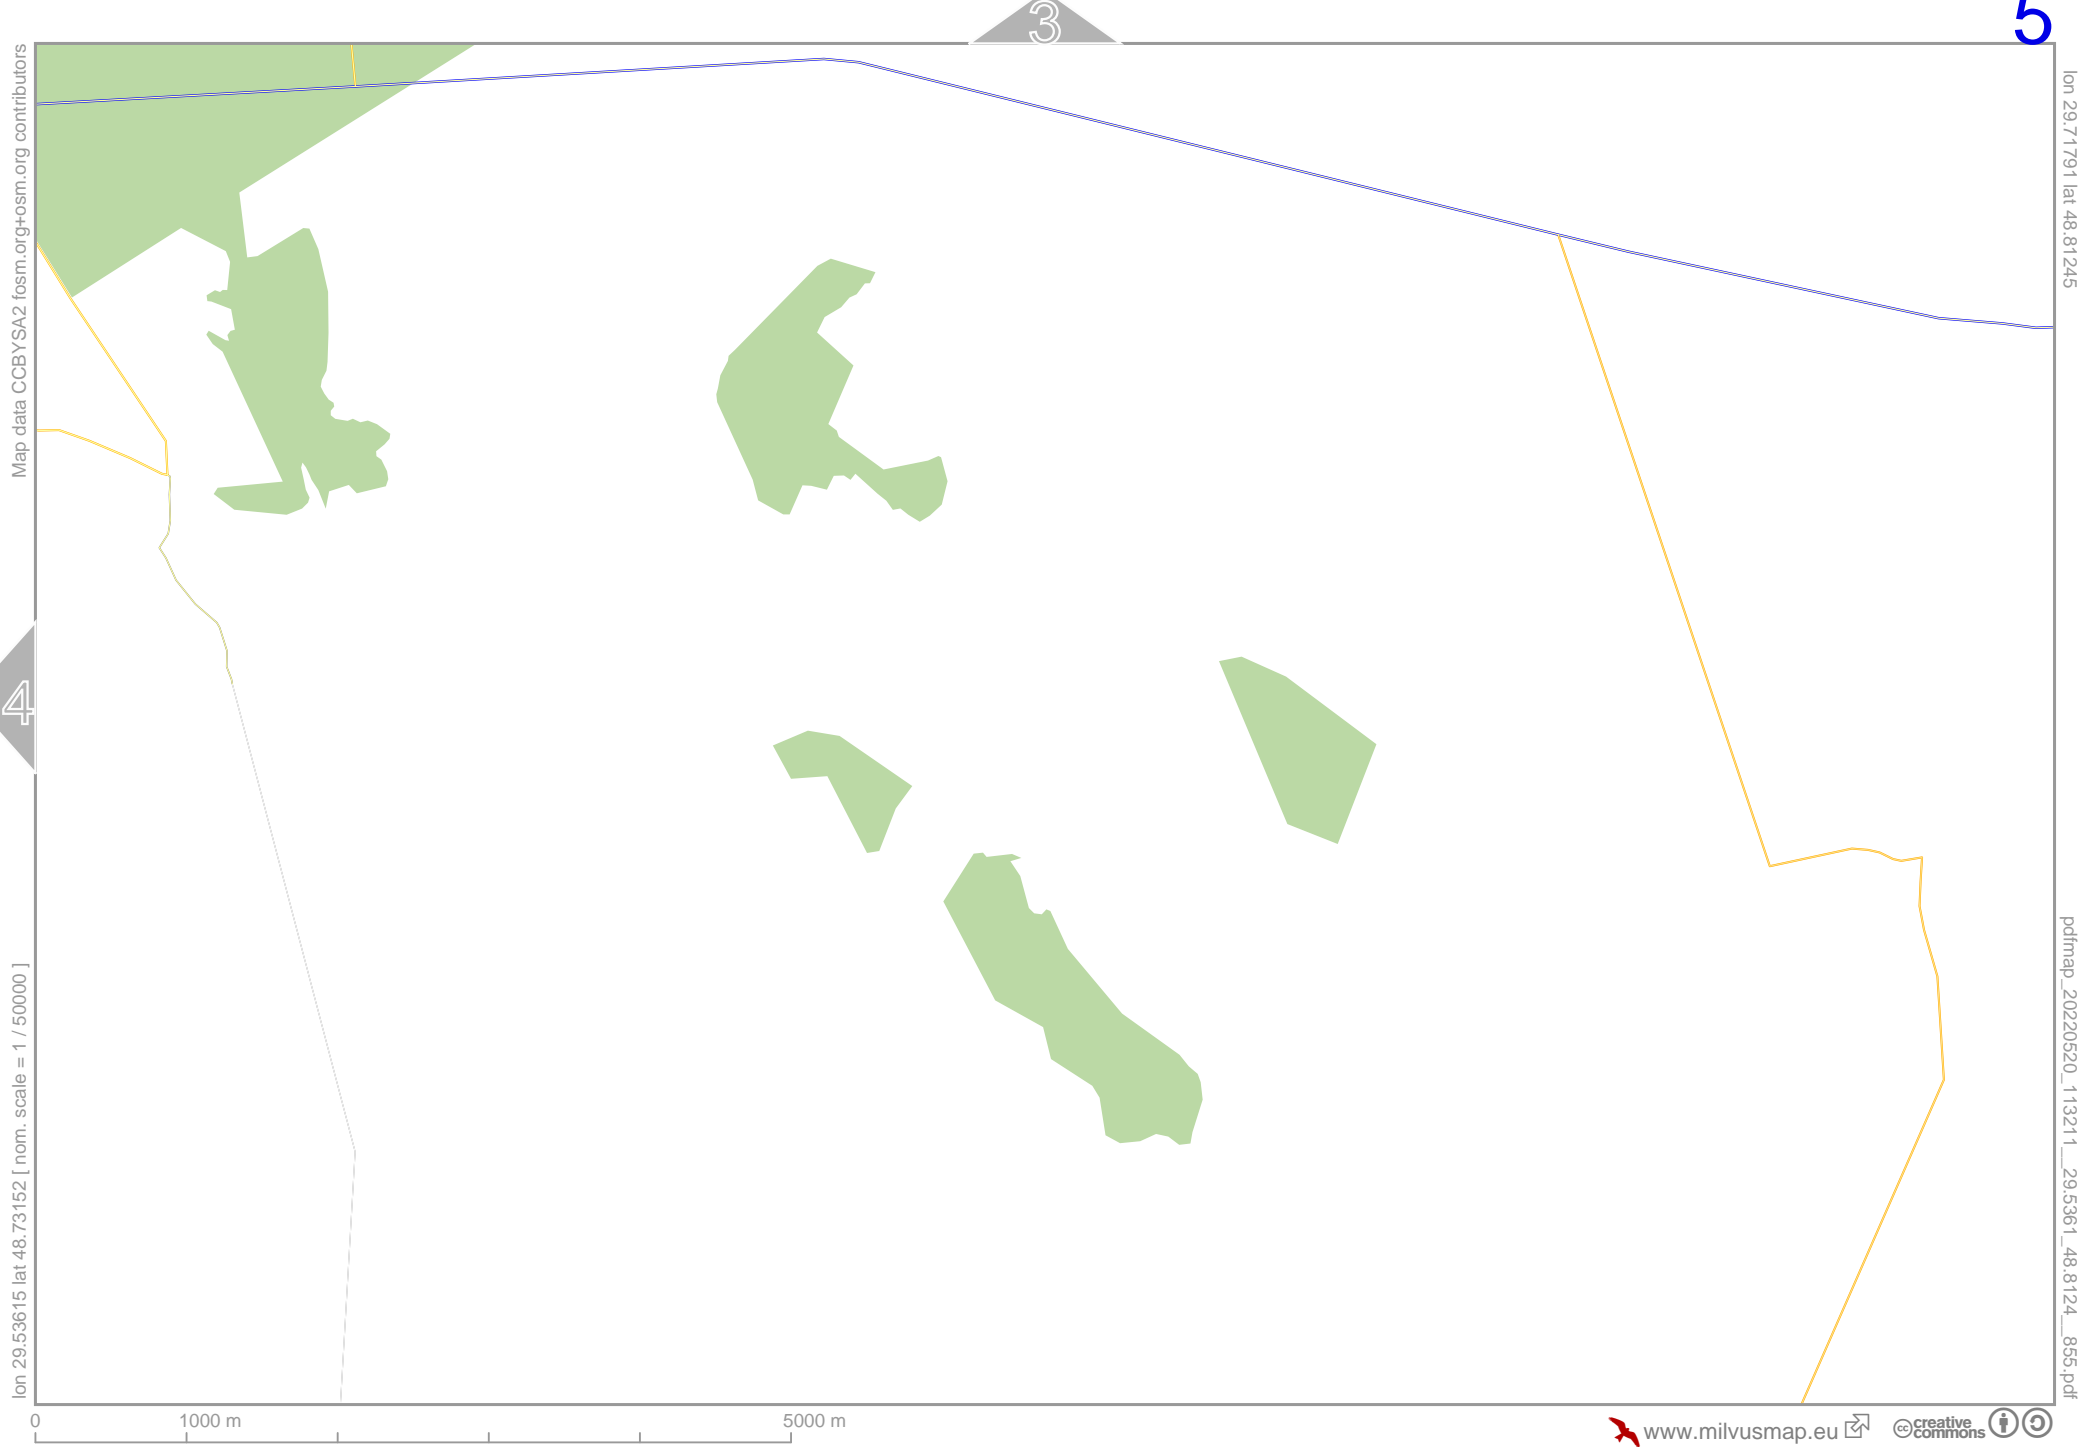 3
5
Map data CCBYSA2 fosm.org+osm.org contributors
lon 29.71791 lat 48.81245
4
lon 29.53615 lat 48.73152 [ nom. scale = 1 / 50000 ]
pdfmap_20220520_113211__29.5361_48.8124__855.pdf
0 1000 m 5000 m
www.milvusmap.eu
cc creative commons